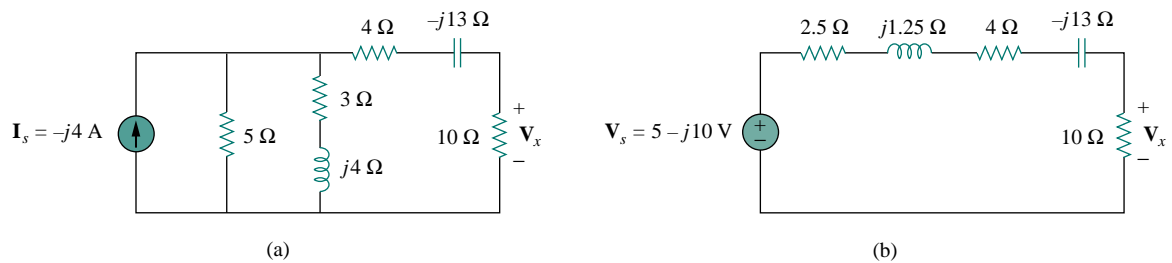 4 Ω
−j13 Ω
I_s = −j4 A
5 Ω
3 Ω
j4 Ω
10 Ω
+
V_x
−
(a)
2.5 Ω
j1.25 Ω
4 Ω
−j13 Ω
V_s = 5 − j10 V
+
−
10 Ω
+
V_x
−
(b)